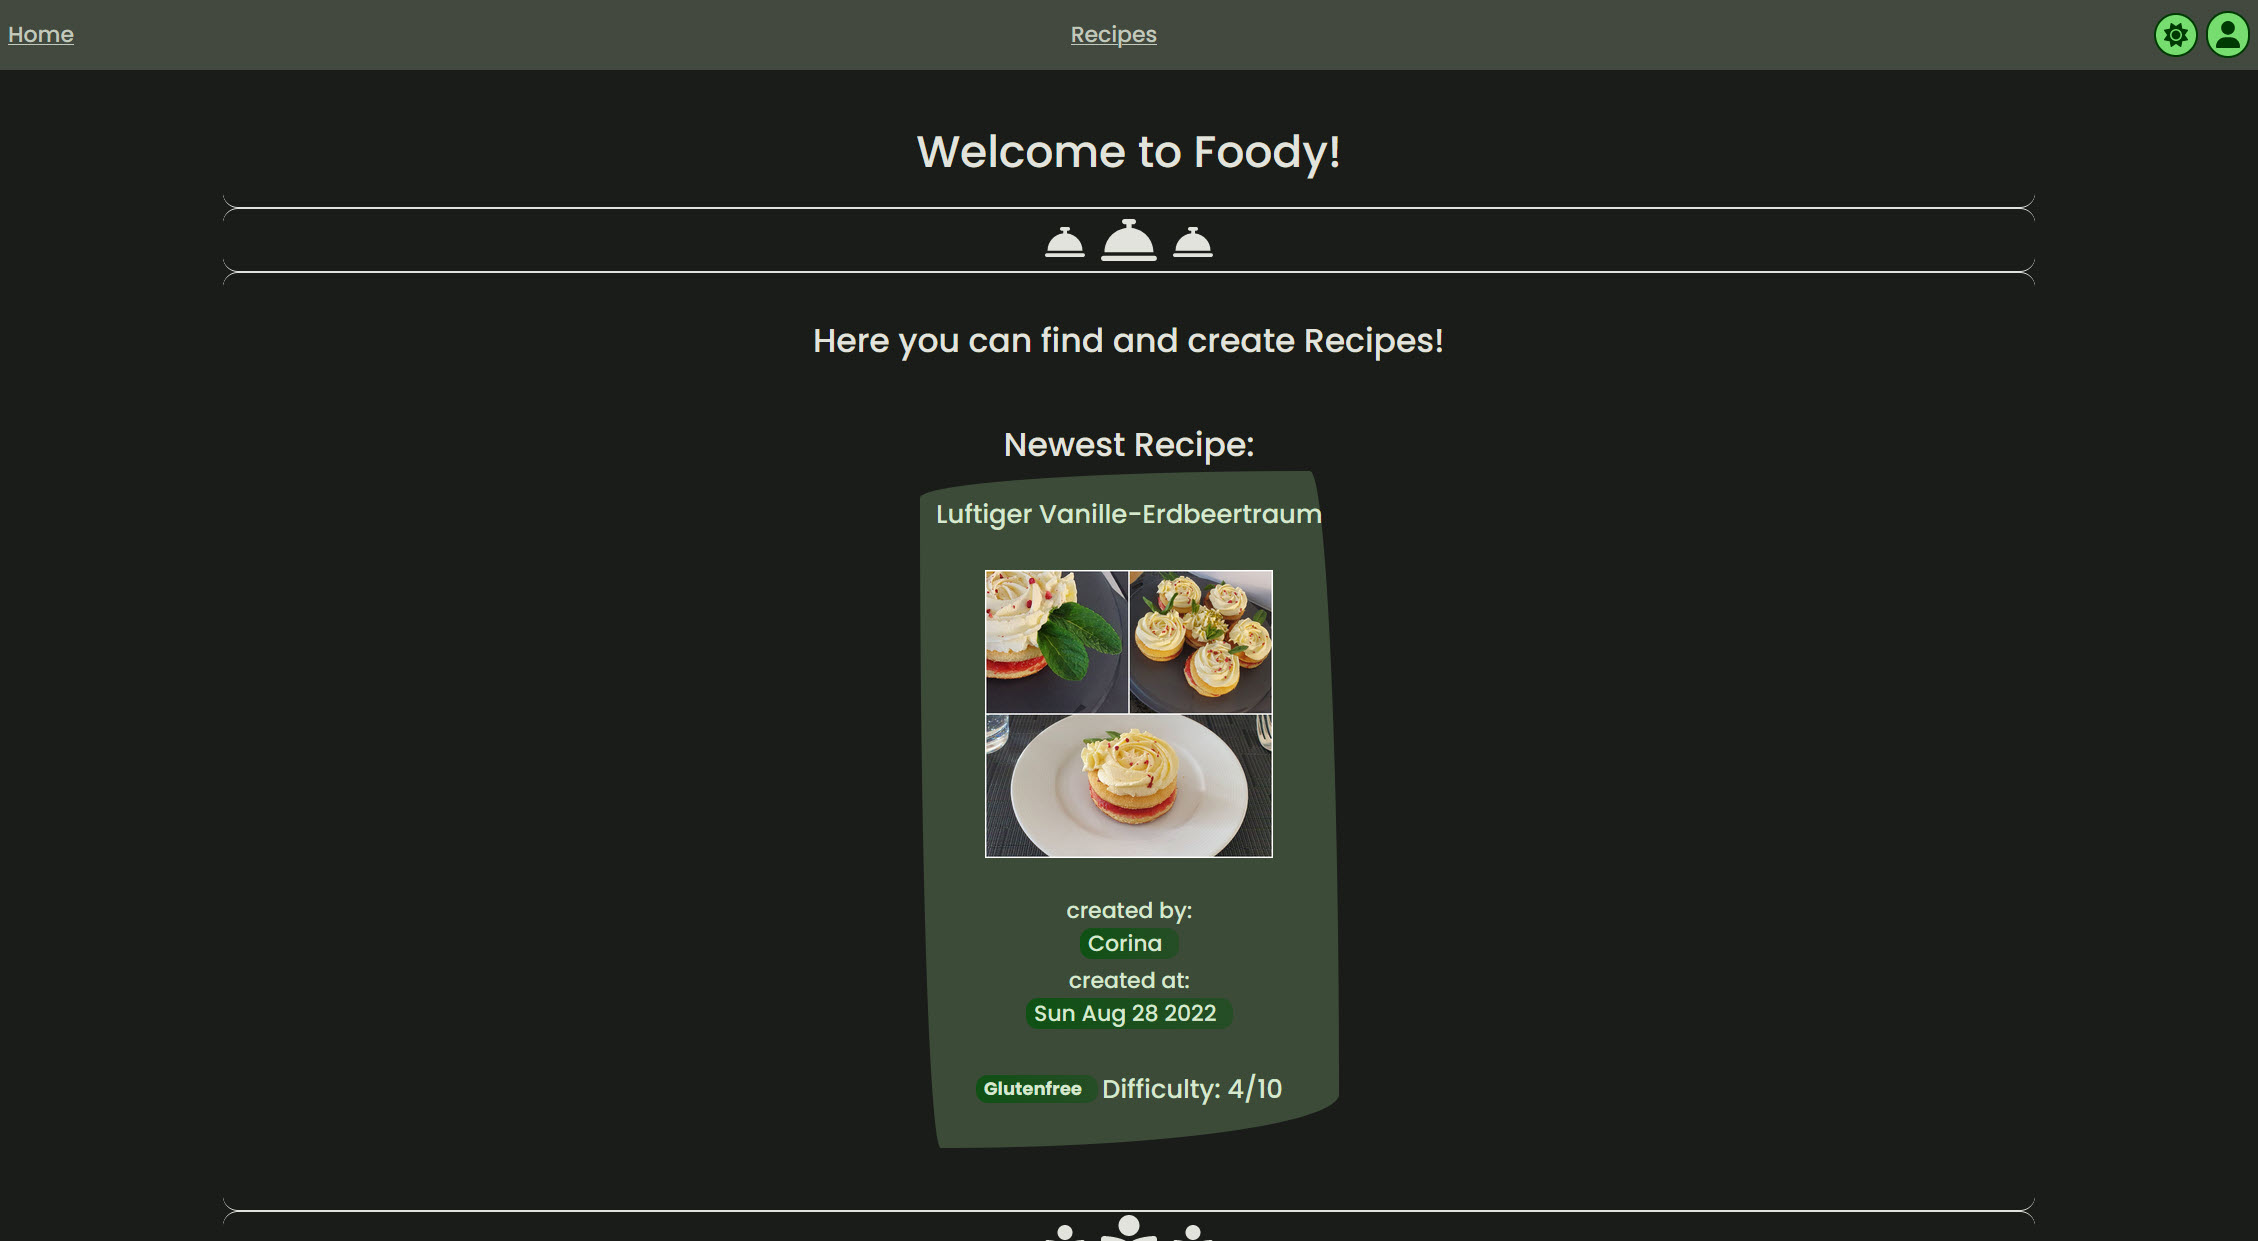 Home
Recipes
Welcome to Foody!
Here you can find and create Recipes!
Newest Recipe:
Luftiger Vanille-Erdbeertraum
created by:
Corina
created at:
Sun Aug 28 2022
Glutenfree Difficulty: 4/10